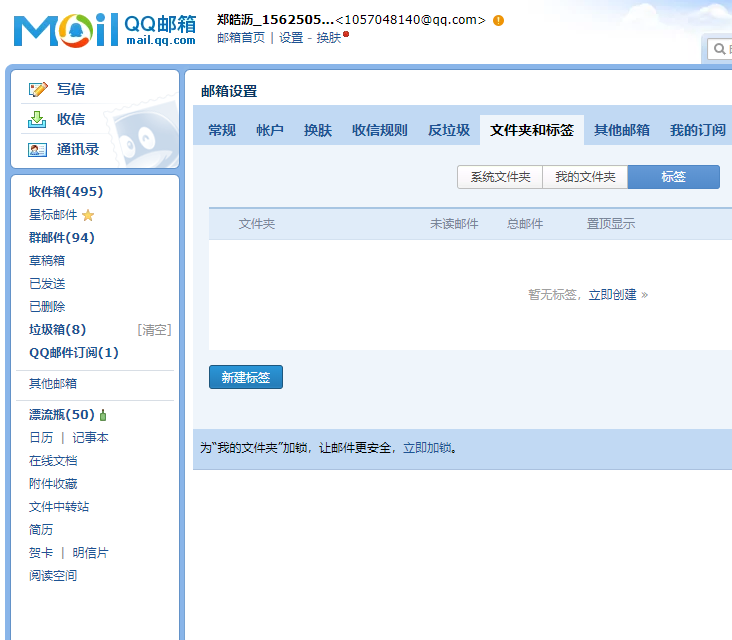 Mail QQ邮箱
mail.qq.com
郑皓沥_1562505...<1057048140@qq.com>
邮箱首页 | 设置 - 换肤
写信
收信
通讯录
收件箱(495)
星标邮件
群邮件(94)
草稿箱
已发送
已删除
垃圾箱(8) [清空]
QQ邮件订阅(1)
其他邮箱
漂流瓶(50)
日历 | 记事本
在线文档
附件收藏
文件中转站
简历
贺卡 | 明信片
阅读空间
邮箱设置
常规 帐户 换肤 收信规则 反垃圾 文件夹和标签 其他邮箱 我的订阅
系统文件夹 我的文件夹 标签
文件夹 未读邮件 总邮件 置顶显示
暂无标签，立即创建 »
新建标签
为“我的文件夹”加锁，让邮件更安全，立即加锁。